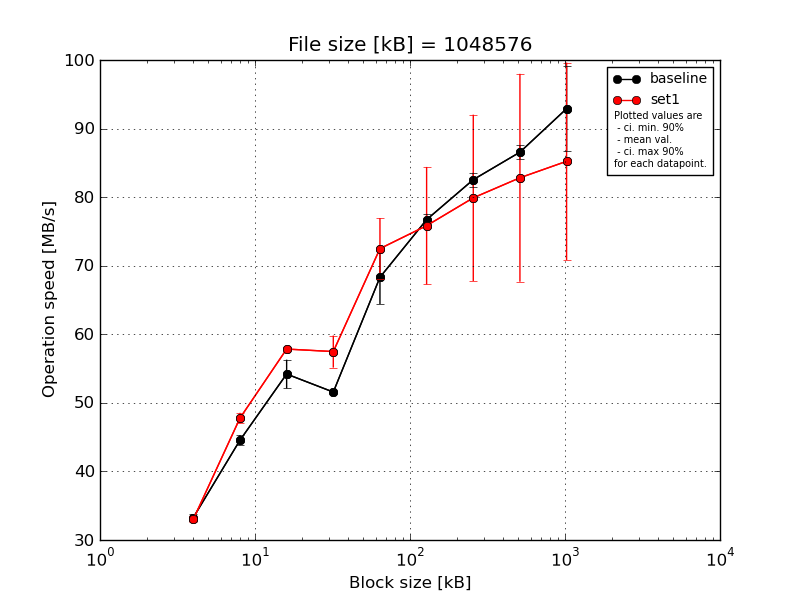 File size [kB] = 1048576
baseline
set1
Plotted values are
- ci. min. 90%
- mean val.
- ci. max 90%
for each datapoint.
Operation speed [MB/s]
100
90
80
70
60
50
40
30
10⁰ 10¹ 10² 10³ 10⁴
Block size [kB]